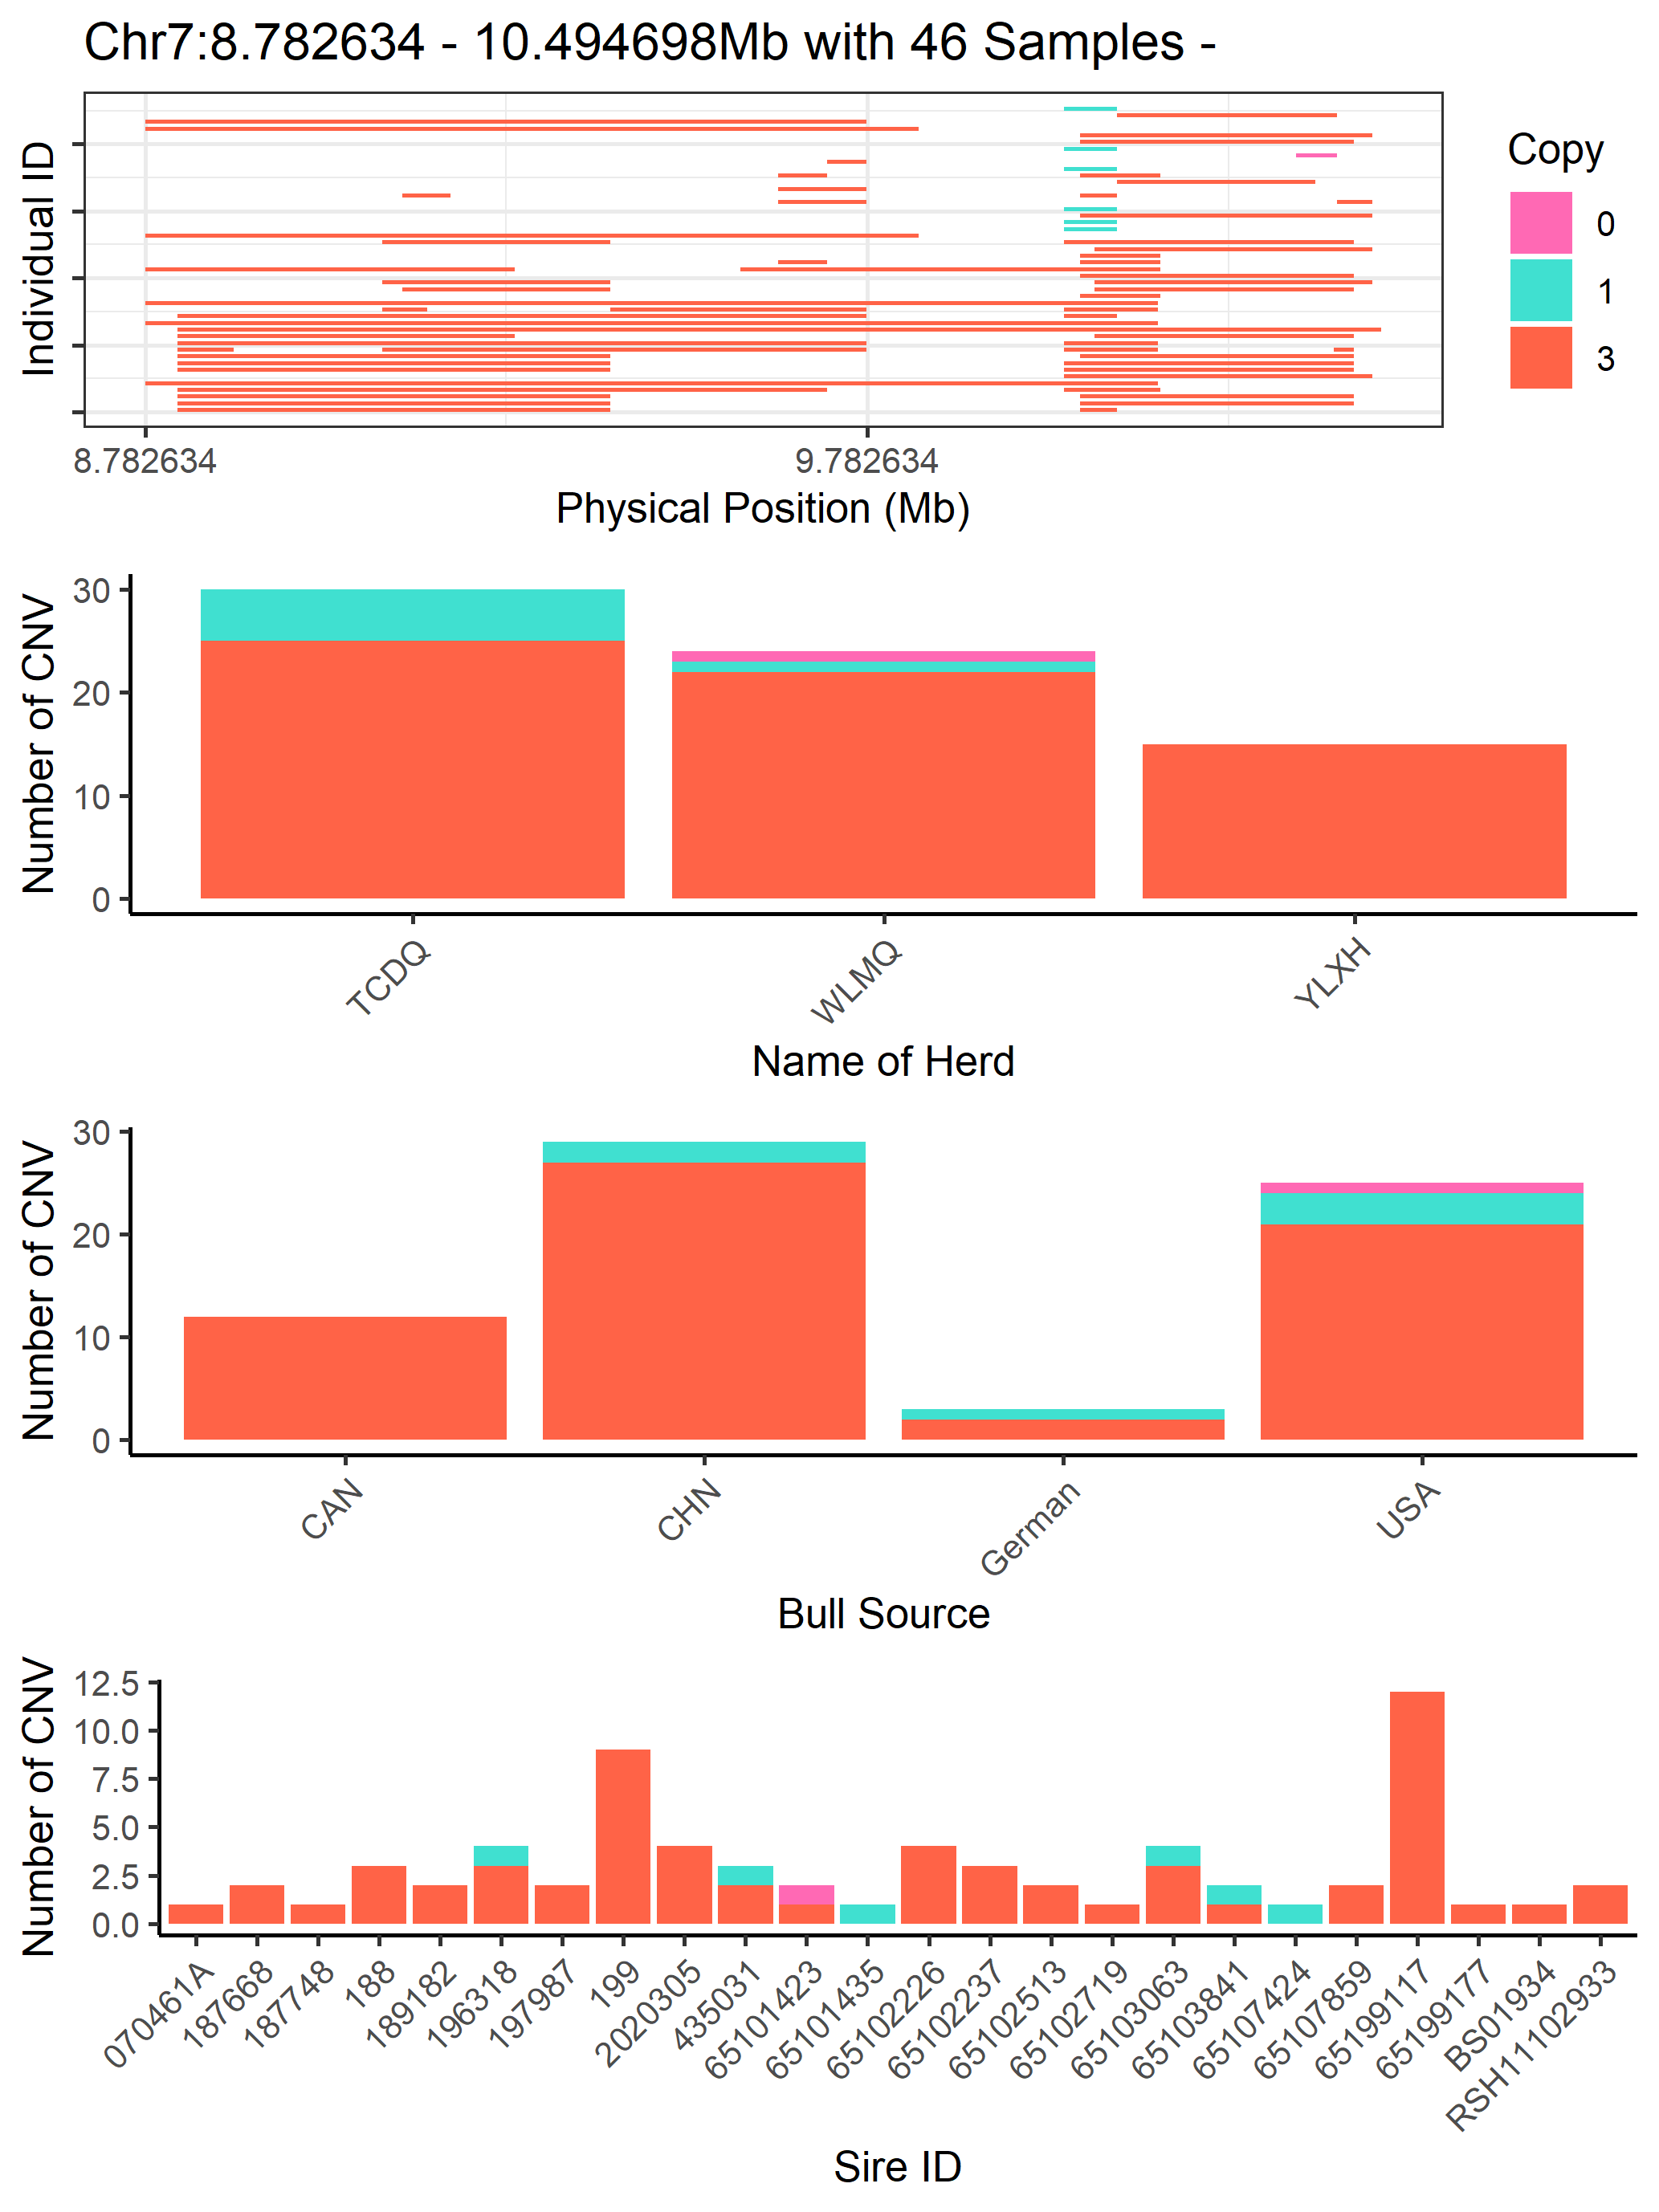 Chr7:8.782634 - 10.494698Mb with 46 Samples -
Individual ID
8.782634
9.782634
Physical Position (Mb)
Copy
0
1
3
Number of CNV
30
20
10
0
TCDQ
WLMQ
YLXH
Name of Herd
Number of CNV
30
20
10
0
CAN
CHN
German
USA
Bull Source
Number of CNV
12.5
10.0
7.5
5.0
2.5
0.0
070461A
187668
187748
188
189182
196318
197987
199
2020305
435031
65101423
65101435
65102226
65102237
65102513
65102719
65103063
65103841
65107424
65107859
65199117
65199177
BS01934
RSH11102933
Sire ID